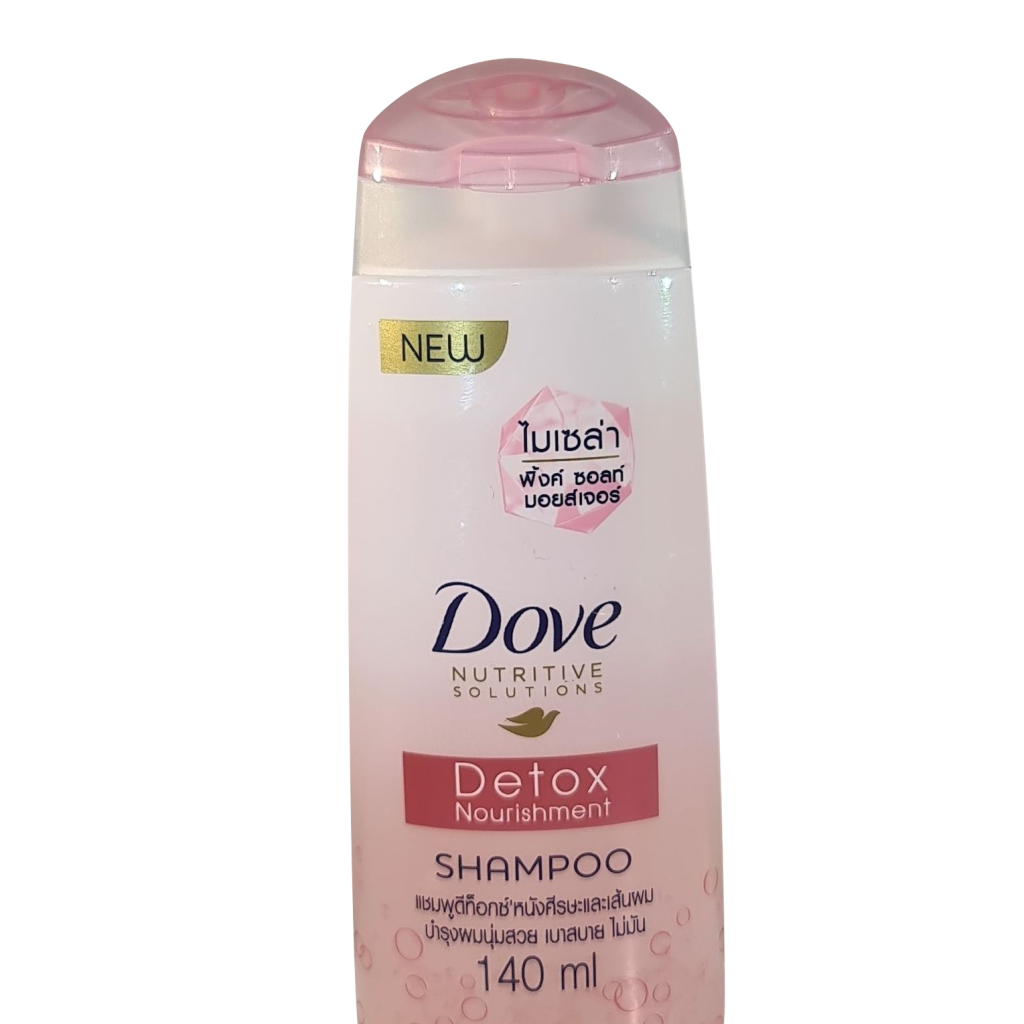 NEW
ไมเซล่า
พิ้งค์ ซอลท์
มอยส์เจอร์
Dove
NUTRITIVE
SOLUTIONS
Detox
Nourishment
SHAMPOO
แชมพูดีท็อกซ์หนังศีรษะและเส้นผม
บำรุงผมนุ่มสวย เบาสบาย ไม่มัน
140 ml